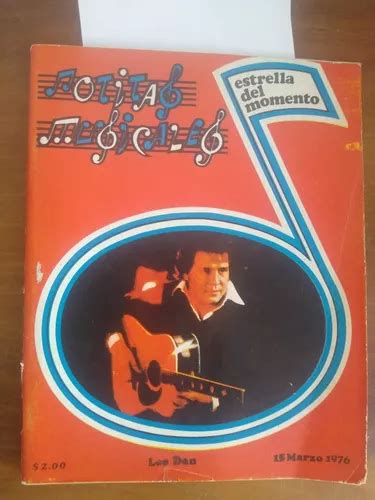 NOTITAS
MUSICALES
estrella
del
momento
Leo Dan
15 Marzo 1976
$ 2.00